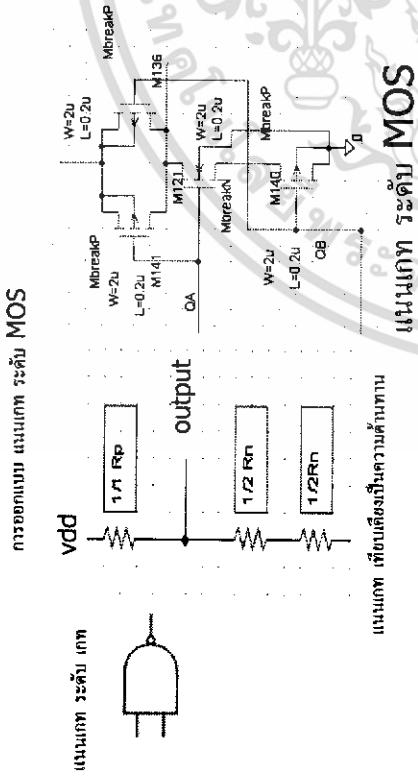 การออกแบบ แนนเกท ระดับ MOS
แนนเกท ระดับ เกท
vdd
1/1 Rp
output
1/2 Rn
1/2Rn
แนนเกท เทียบเคียงเป็นความต้านทาน
MbreakP
W=2u
L=0.2u
M141
QA
W=2u
L=0.2u
MbreakP
M136
M121
W=2u
L=0.2u
MbreakN
MbreakP
M140
W=2u
L=0.2u
QB
0
แนนเกท ระดับ MOS